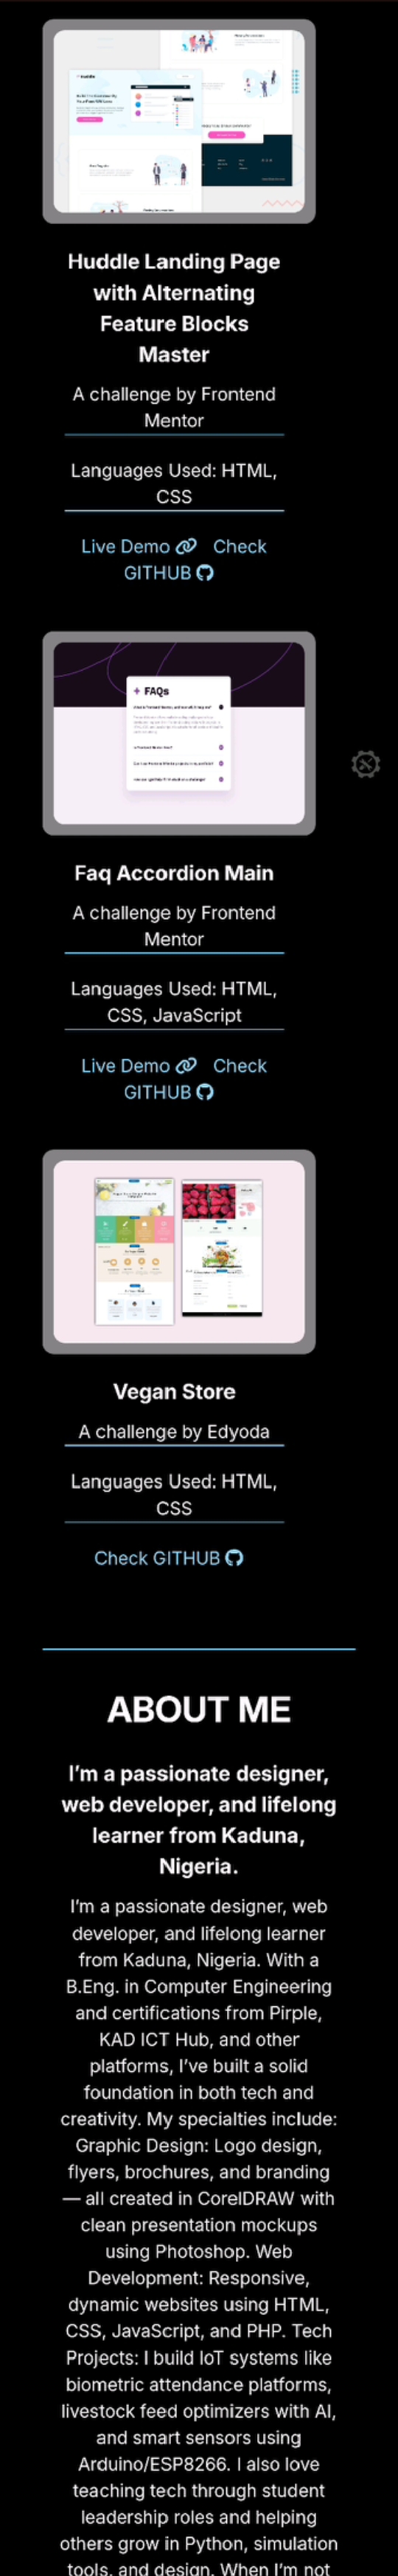 huddle
FAQs
Huddle Landing Page
with Alternating
Feature Blocks
Master
A challenge by Frontend
Mentor
Languages Used: HTML,
CSS
Live Demo Check
GITHUB
Faq Accordion Main
A challenge by Frontend
Mentor
Languages Used: HTML,
CSS, JavaScript
Live Demo Check
GITHUB
Vegan Store
A challenge by Edyoda
Languages Used: HTML,
CSS
Check GITHUB
ABOUT ME
I’m a passionate designer,
web developer, and lifelong
learner from Kaduna,
Nigeria.
I’m a passionate designer, web
developer, and lifelong learner
from Kaduna, Nigeria. With a
B.Eng. in Computer Engineering
and certifications from Pirple,
KAD ICT Hub, and other
platforms, I’ve built a solid
foundation in both tech and
creativity. My specialties include:
Graphic Design: Logo design,
flyers, brochures, and branding
— all created in CorelDRAW with
clean presentation mockups
using Photoshop. Web
Development: Responsive,
dynamic websites using HTML,
CSS, JavaScript, and PHP. Tech
Projects: I build IoT systems like
biometric attendance platforms,
livestock feed optimizers with AI,
and smart sensors using
Arduino/ESP8266. I also love
teaching tech through student
leadership roles and helping
others grow in Python, simulation
tools, and design. When I’m not